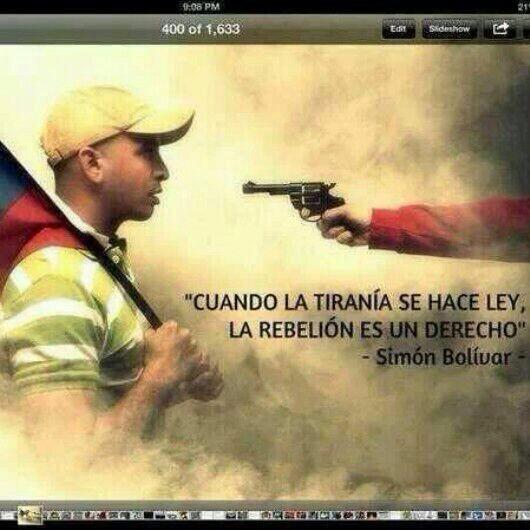 9:08 PM
21
400 of 1,633
Edit
Slideshow
"CUANDO LA TIRANÍA SE HACE LEY,
LA REBELIÓN ES UN DERECHO"
- Simón Bolívar -